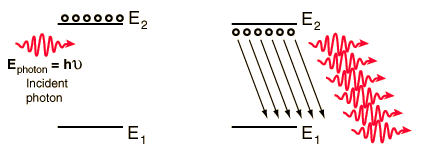 E2
Ephoton = hυ
Incident
photon
E1
E2
E1